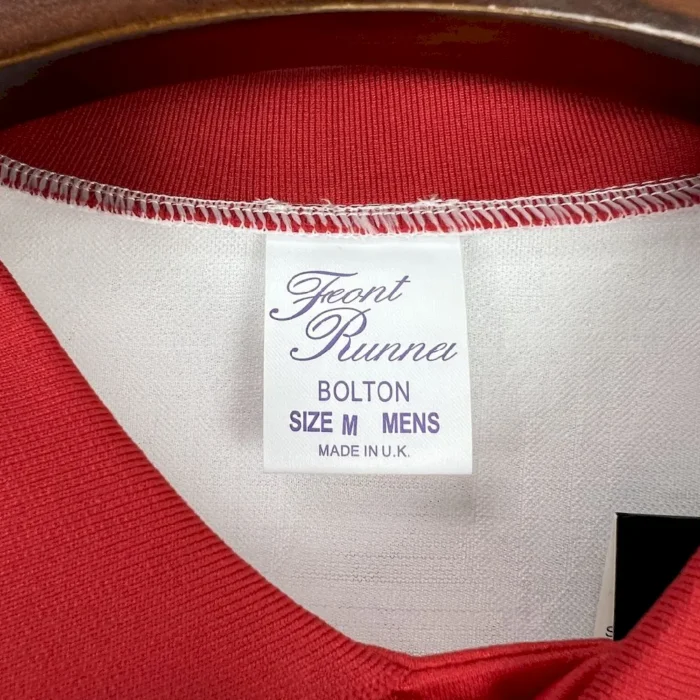 Front
Runner
BOLTON
SIZE M MENS
MADE IN U.K.